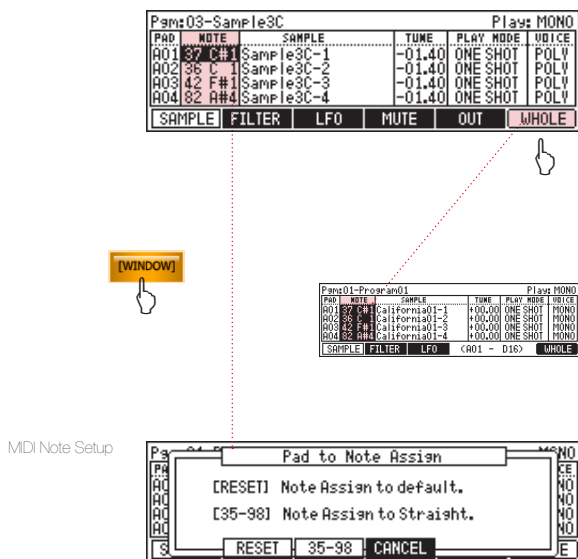 Pgm:03-Sample3C Play: MONO
PAD NOTE SAMPLE TUNE PLAY MODE VOICE
A01 37 C#1 Sample3C-1 -01.40 ONE SHOT POLY
A02 36 C 1 Sample3C-2 -01.40 ONE SHOT POLY
A03 42 F#1 Sample3C-3 -01.40 ONE SHOT POLY
A04 82 A#4 Sample3C-4 -01.40 ONE SHOT POLY
SAMPLE FILTER LFO MUTE OUT WHOLE
[WINDOW]
Pgm:01-Program01 Play: MONO
PAD NOTE SAMPLE TUNE PLAY MODE VOICE
A01 37 C#1 California01-1 +00.00 ONE SHOT MONO
A02 36 C 1 California01-2 +00.00 ONE SHOT MONO
A03 42 F#1 California01-3 +00.00 ONE SHOT MONO
A04 82 A#4 California01-4 +00.00 ONE SHOT MONO
SAMPLE FILTER LFO (A01 - D16) WHOLE
MIDI Note Setup
Pad to Note Assign
[RESET] Note Assign to default.
[35-98] Note Assign to Straight.
RESET 35-98 CANCEL